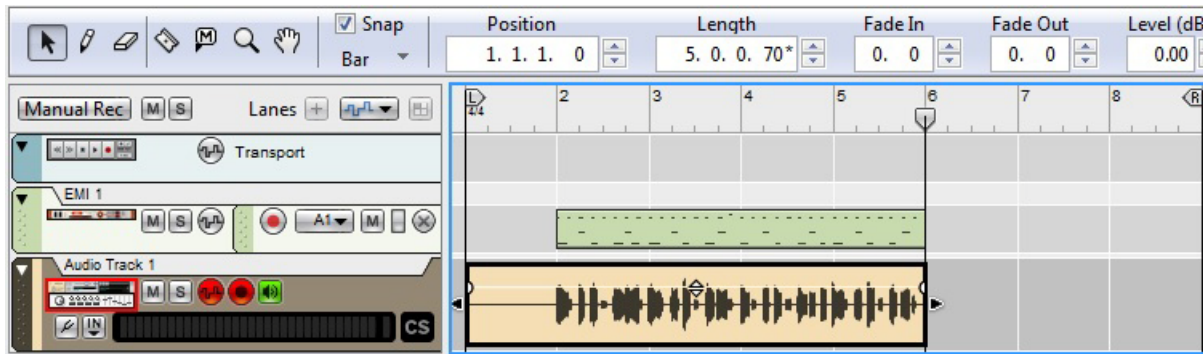 Snap Position Length Fade In Fade Out Level (dB
Bar 1. 1. 1. 0 5. 0. 0. 70* 0. 0 0. 0 0.00
Manual Rec M S Lanes + L 2 3 4 5 6 7 8 R
4/4
Transport
EMI 1
M S A1 M
Audio Track 1
M S
IN CS